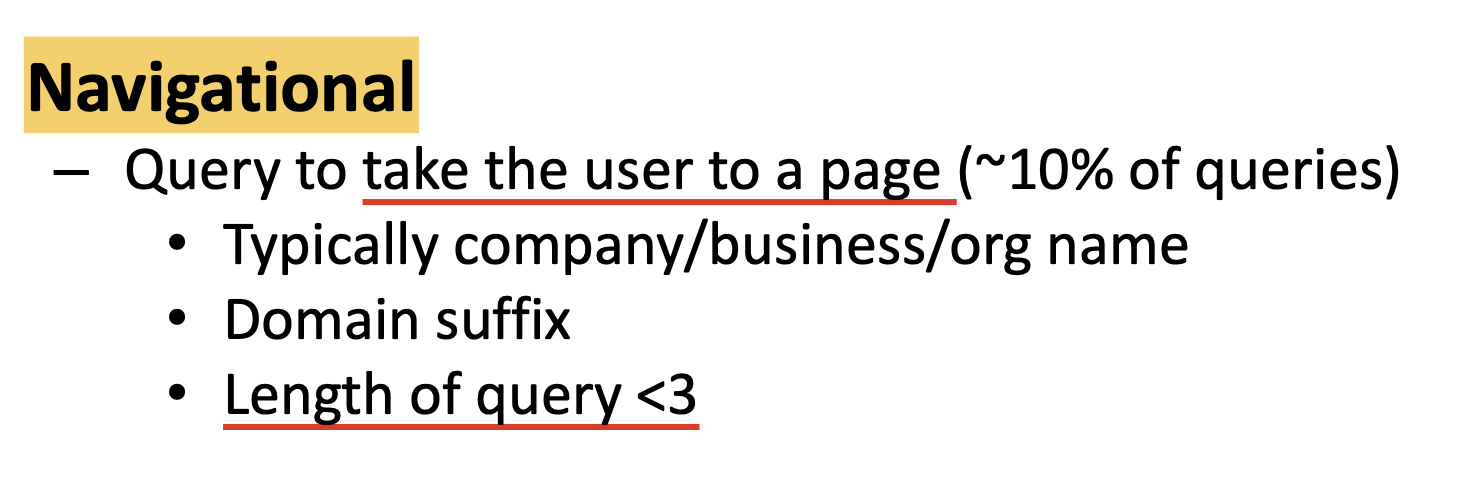 Navigational
– Query to take the user to a page (~10% of queries)
• Typically company/business/org name
• Domain suffix
• Length of query <3